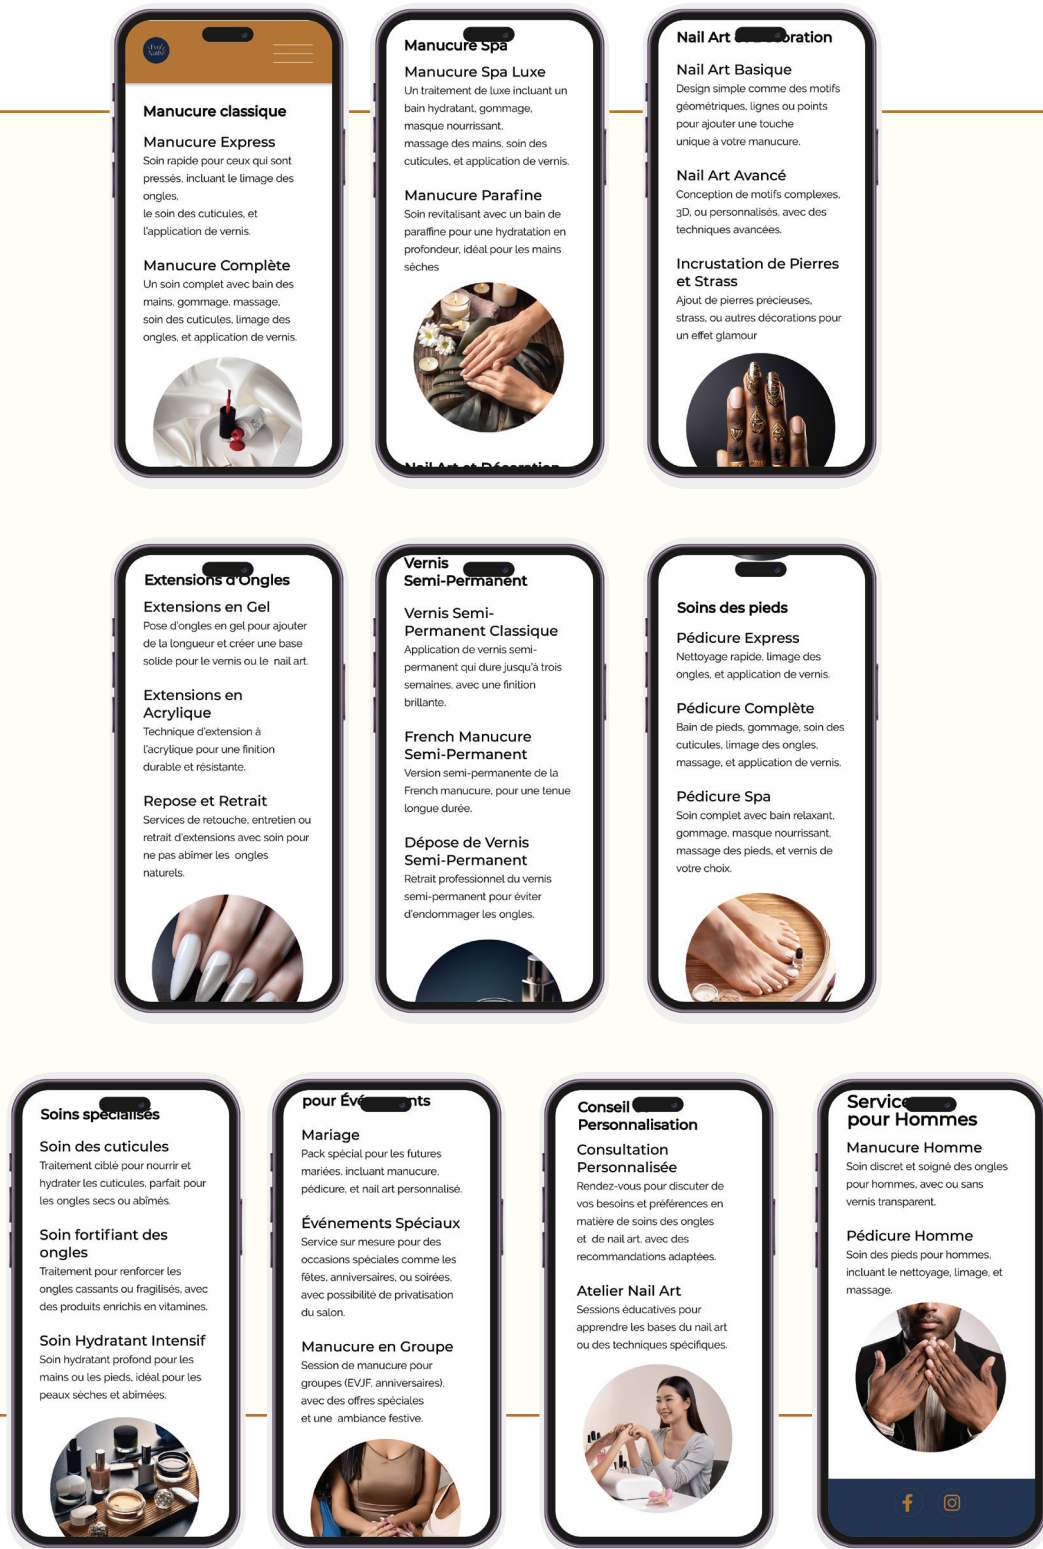 Manucure classique
Manucure Express
Soin rapide pour ceux qui sont
pressés, incluant le limage des
ongles,
le soin des cuticules, et
l'application de vernis.
Manucure Complète
Un soin complet avec bain des
mains, gommage, massage,
soin des cuticules, limage des
ongles, et application de vernis.
Manucure Spa
Manucure Spa Luxe
Un traitement de luxe incluant un
bain hydratant, gommage,
masque nourrissant,
massage des mains, soin des
cuticules, et application de vernis.
Manucure Parafine
Soin revitalisant avec un bain de
paraffine pour une hydratation en
profondeur, idéal pour les mains
sèches
Nail Art et Décoration
Nail Art
Nail Art Basique
Design simple comme des motifs
géométriques, lignes ou points
pour ajouter une touche
unique à votre manucure.
Nail Art Avancé
Conception de motifs complexes,
3D, ou personnalisés, avec des
techniques avancées.
Incrustation de Pierres
et Strass
Ajout de pierres précieuses,
strass, ou autres décorations pour
un effet glamour
Extensions d'Ongles
Extensions en Gel
Pose d'ongles en gel pour ajouter
de la longueur et créer une base
solide pour le vernis ou le nail art.
Extensions en
Acrylique
Technique d'extension à
l'acrylique pour une finition
durable et résistante.
Repose et Retrait
Services de retouche, entretien ou
retrait d'extensions avec soin pour
ne pas abîmer les ongles
naturels.
Vernis
Semi-Permanent
Vernis Semi-
Permanent Classique
Application de vernis semi-
permanent qui dure jusqu'à trois
semaines, avec une finition
brillante.
French Manucure
Semi-Permanent
Version semi-permanente de la
French manucure, pour une tenue
longue durée.
Dépose de Vernis
Semi-Permanent
Retrait professionnel du vernis
semi-permanent pour éviter
d'endommager les ongles.
Soins des pieds
Pédicure Express
Nettoyage rapide, limage des
ongles, et application de vernis.
Pédicure Complète
Bain de pieds, gommage, soin des
cuticules, limage des ongles,
massage, et application de vernis.
Pédicure Spa
Soin complet avec bain relaxant,
gommage, masque nourrissant,
massage des pieds, et vernis de
votre choix.
Soins spécialisés
Soin des cuticules
Traitement ciblé pour nourrir et
hydrater les cuticules, parfait pour
les ongles secs ou abîmés.
Soin fortifiant des
ongles
Traitement pour renforcer les
ongles cassants ou fragilisés, avec
des produits enrichis en vitamines.
Soin Hydratant Intensif
Soin hydratant profond pour les
mains ou les pieds, idéal pour les
peaux sèches et abîmées.
pour
Mariage
Pack spécial pour les futures
mariées, incluant manucure,
pédicure, et nail art personnalisé.
Événements Spéciaux
Service sur mesure pour des
occasions spéciales comme les
fêtes, anniversaires, ou soirées,
avec possibilité de privatisation
du salon.
Manucure en Groupe
Session de manucure pour
groupes (EVJF, anniversaires),
avec des offres spéciales
et une ambiance festive.
Conseil
Personnalisation
Consultation
Personnalisée
Rendez-vous pour discuter de
vos besoins et préférences en
matière de soins des ongles
et de nail art, avec des
recommandations adaptées.
Atelier Nail Art
Sessions éducatives pour
apprendre les bases du nail art
ou des techniques spécifiques.
pour Hommes
Manucure Homme
Soin discret et soigné des ongles
pour hommes, avec ou sans
vernis transparent.
Pédicure Homme
Soin des pieds pour hommes,
incluant le nettoyage, limage, et
massage.